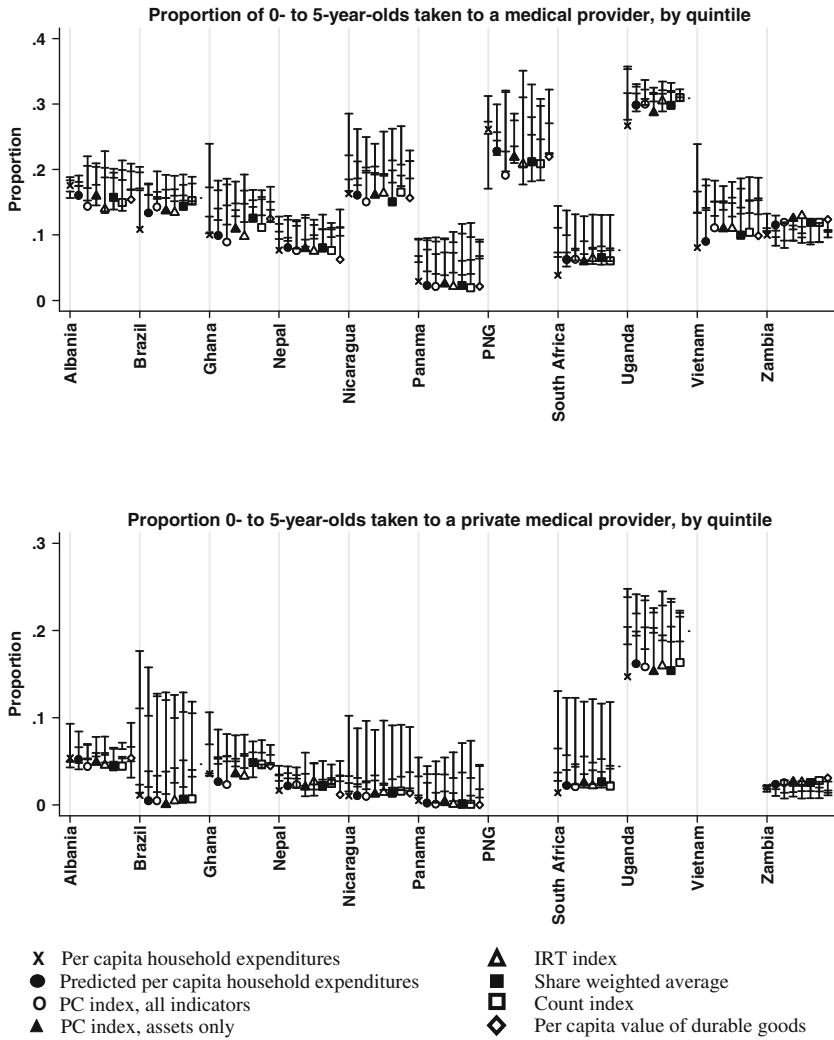 Proportion of 0- to 5-year-olds taken to a medical provider, by quintile
.4
.3
.2
.1
0
Proportion
Albania
Brazil
Ghana
Nepal
Nicaragua
Panama
PNG
South Africa
Uganda
Vietnam
Zambia
Proportion 0- to 5-year-olds taken to a private medical provider, by quintile
.3
.2
.1
0
Proportion
Albania
Brazil
Ghana
Nepal
Nicaragua
Panama
PNG
South Africa
Uganda
Vietnam
Zambia
Per capita household expenditures
Predicted per capita household expenditures
PC index, all indicators
PC index, assets only
IRT index
Share weighted average
Count index
Per capita value of durable goods